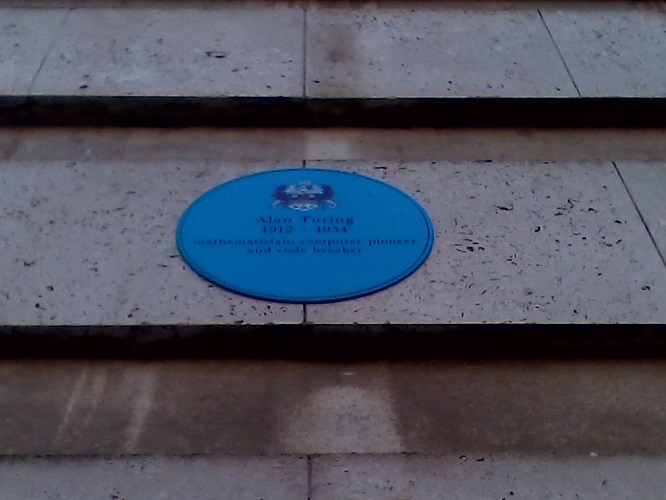 Alan Turing
1912 - 1954
mathematician, computer pioneer
and code breaker